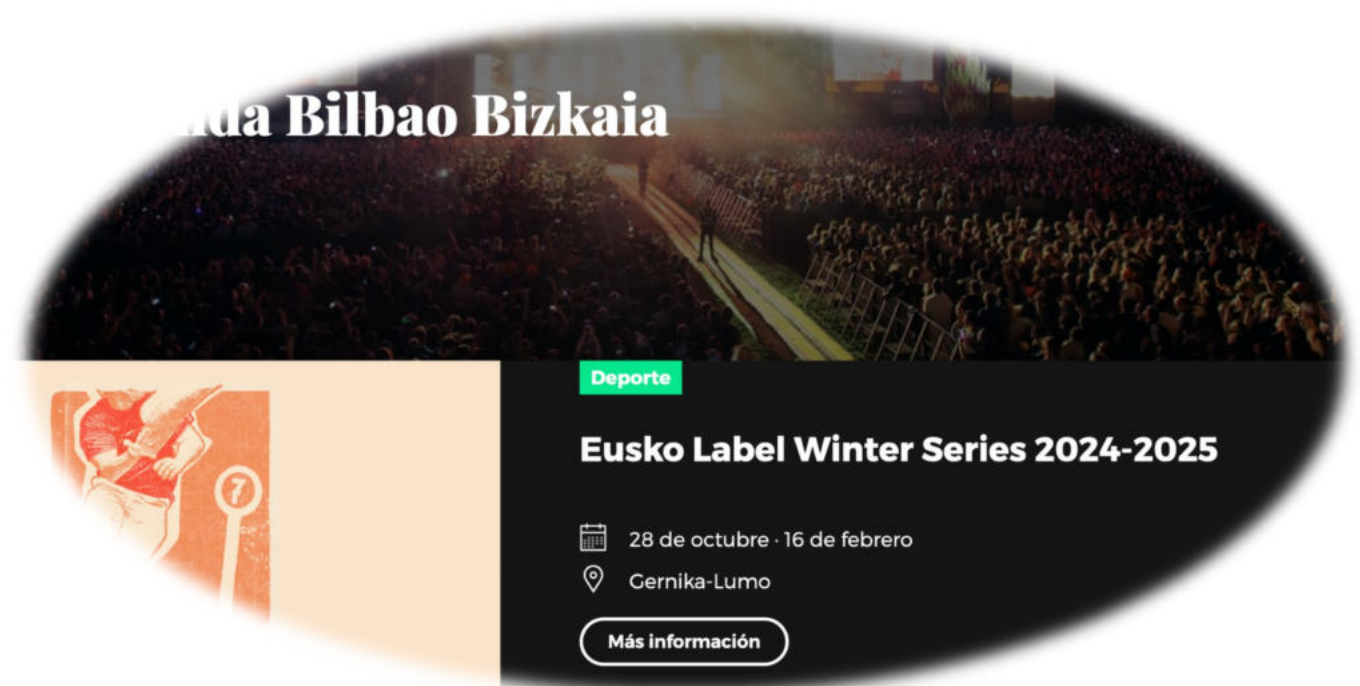 Bilbao Bizkaia
Deporte
Eusko Label Winter Series 2024-2025
7
28 de octubre · 16 de febrero
Gernika-Lumo
Más información